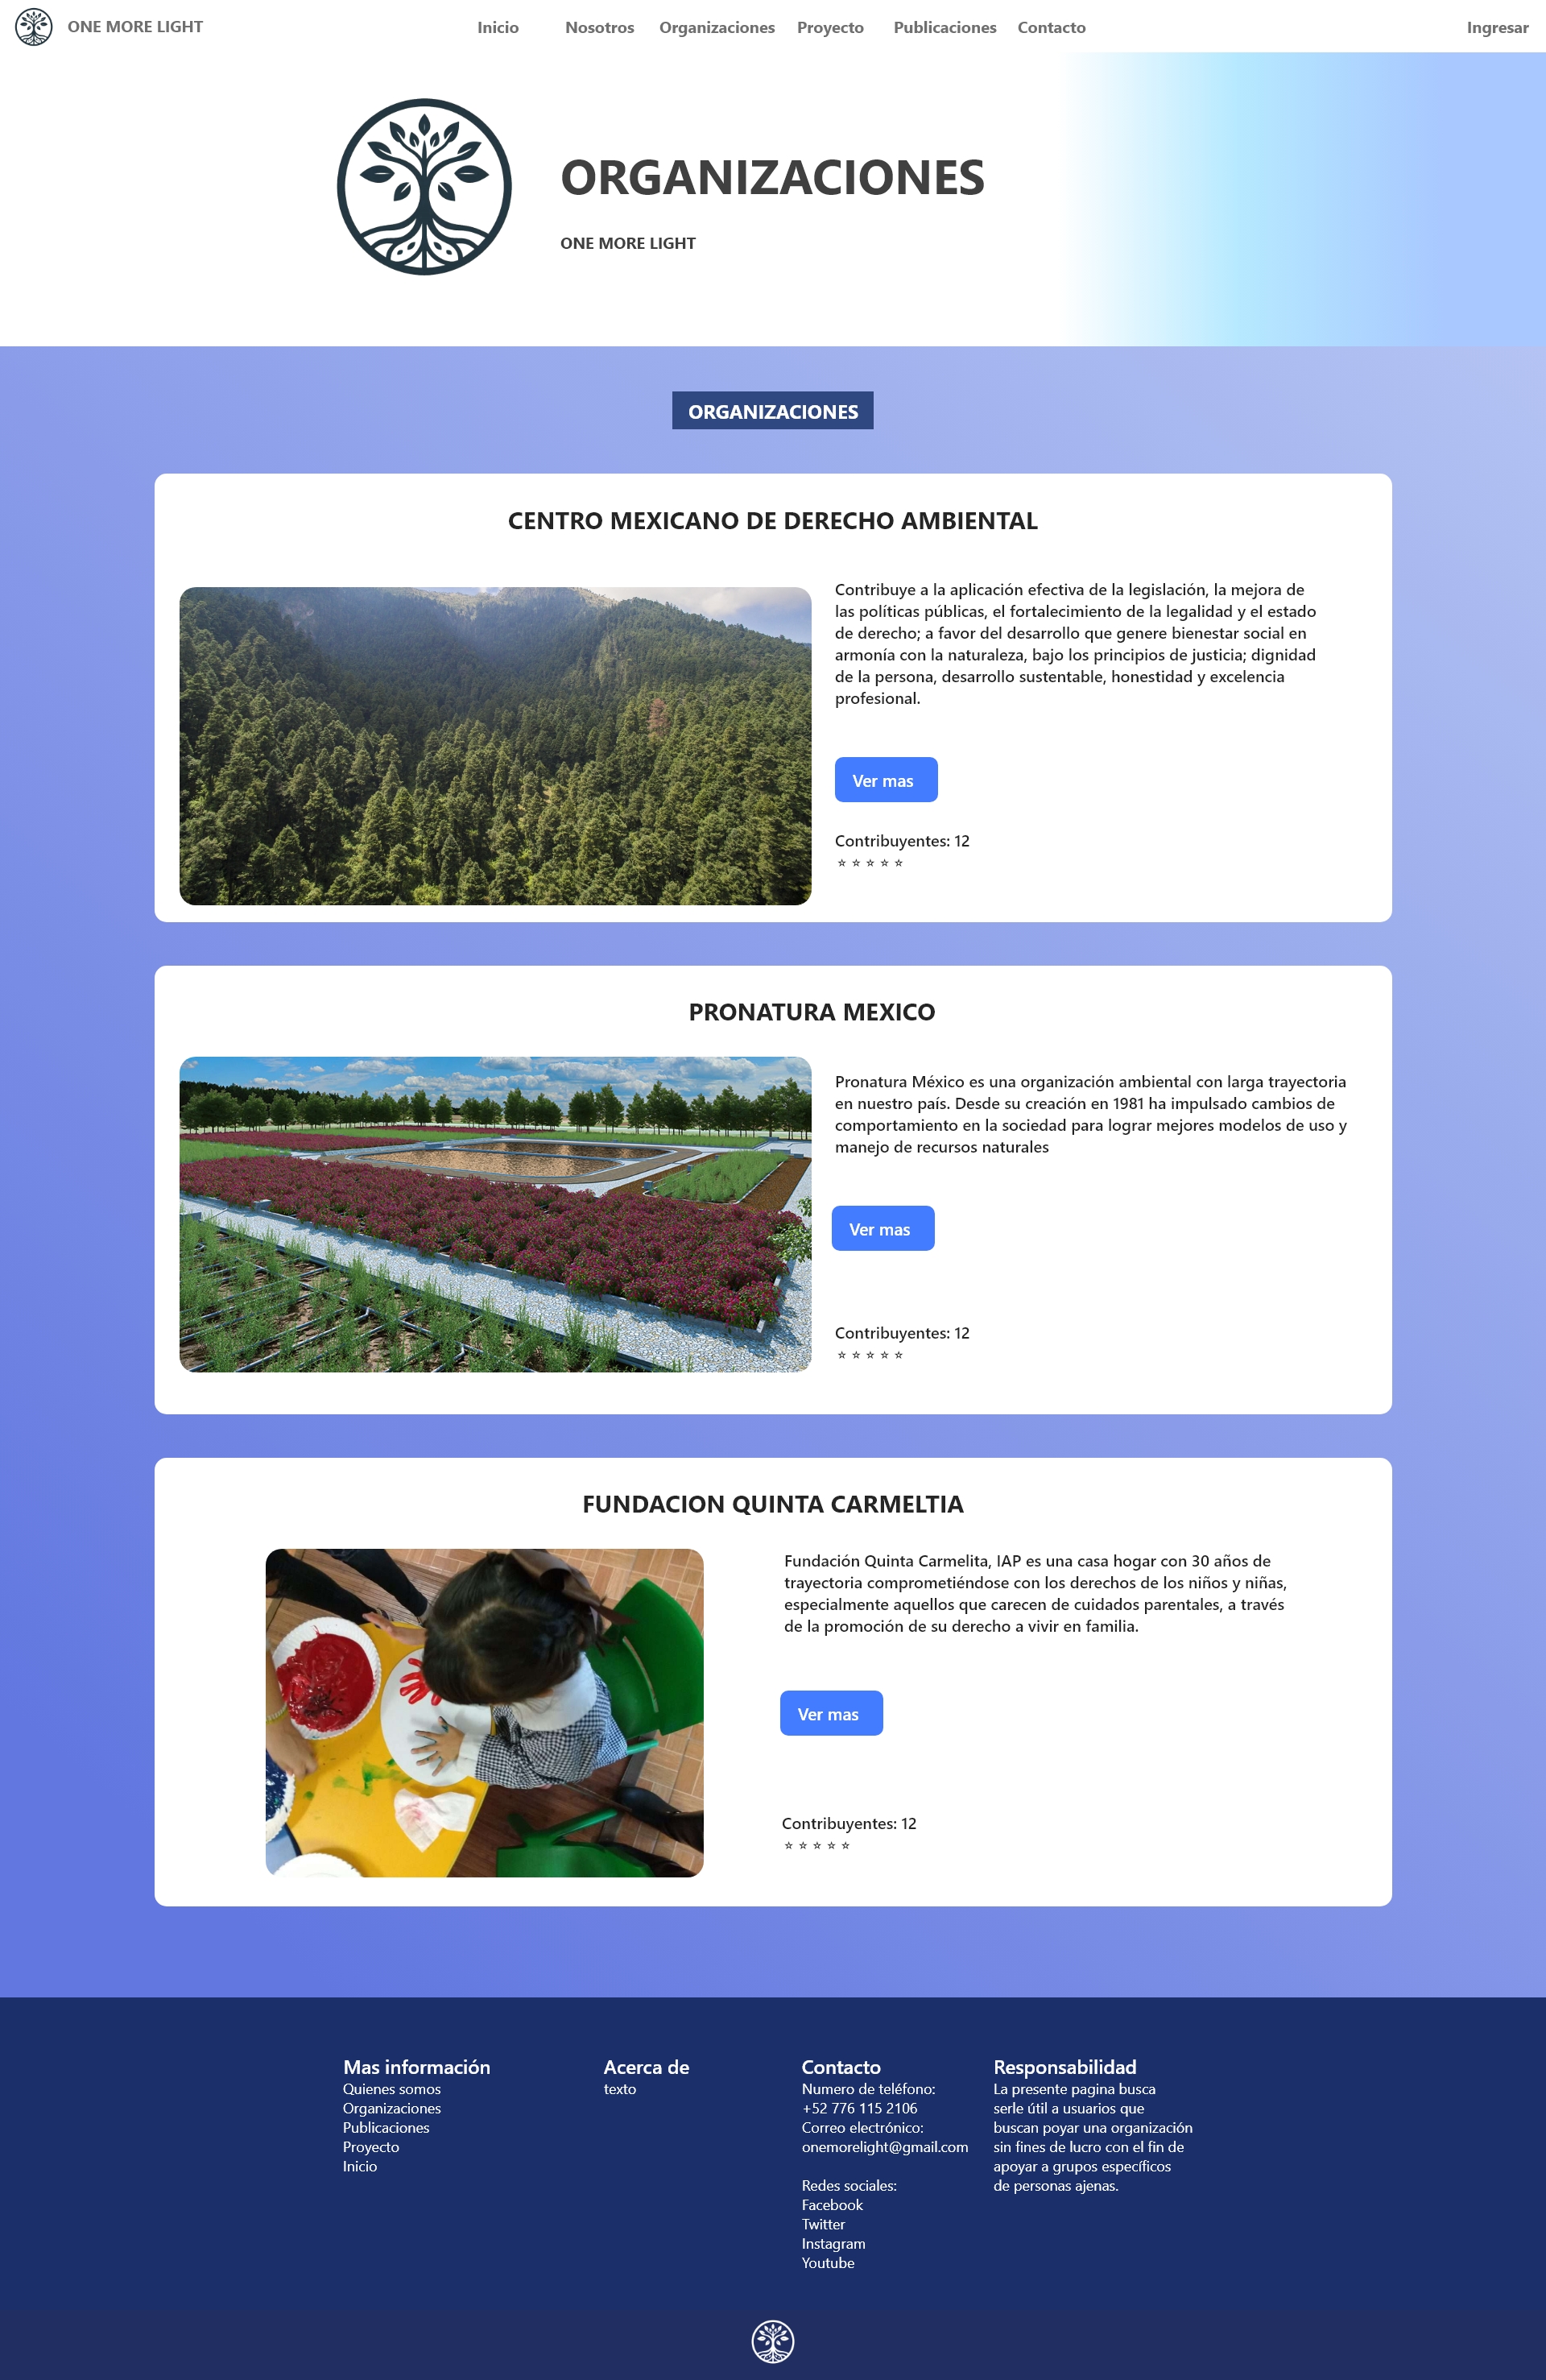 ONE MORE LIGHT
Inicio
Nosotros
Organizaciones
Proyecto
Publicaciones
Contacto
Ingresar
ORGANIZACIONES
ONE MORE LIGHT
ORGANIZACIONES
CENTRO MEXICANO DE DERECHO AMBIENTAL
Contribuye a la aplicación efectiva de la legislación, la mejora de
las políticas públicas, el fortalecimiento de la legalidad y el estado
de derecho; a favor del desarrollo que genere bienestar social en
armonía con la naturaleza, bajo los principios de justicia; dignidad
de la persona, desarrollo sustentable, honestidad y excelencia
profesional.
Ver mas
Contribuyentes: 12
⭐⭐⭐⭐⭐
PRONATURA MEXICO
Pronatura México es una organización ambiental con larga trayectoria
en nuestro país. Desde su creación en 1981 ha impulsado cambios de
comportamiento en la sociedad para lograr mejores modelos de uso y
manejo de recursos naturales
Ver mas
Contribuyentes: 12
⭐⭐⭐⭐⭐
FUNDACION QUINTA CARMELTIA
Fundación Quinta Carmelita, IAP es una casa hogar con 30 años de
trayectoria comprometiéndose con los derechos de los niños y niñas,
especialmente aquellos que carecen de cuidados parentales, a través
de la promoción de su derecho a vivir en familia.
Ver mas
Contribuyentes: 12
⭐⭐⭐⭐⭐
Mas información
Quienes somos
Organizaciones
Publicaciones
Proyecto
Inicio
Acerca de
texto
Contacto
Numero de teléfono:
+52 776 115 2106
Correo electrónico:
onemorelight@gmail.com
Redes sociales:
Facebook
Twitter
Instagram
Youtube
Responsabilidad
La presente pagina busca
serle útil a usuarios que
buscan poyar una organización
sin fines de lucro con el fin de
apoyar a grupos específicos
de personas ajenas.